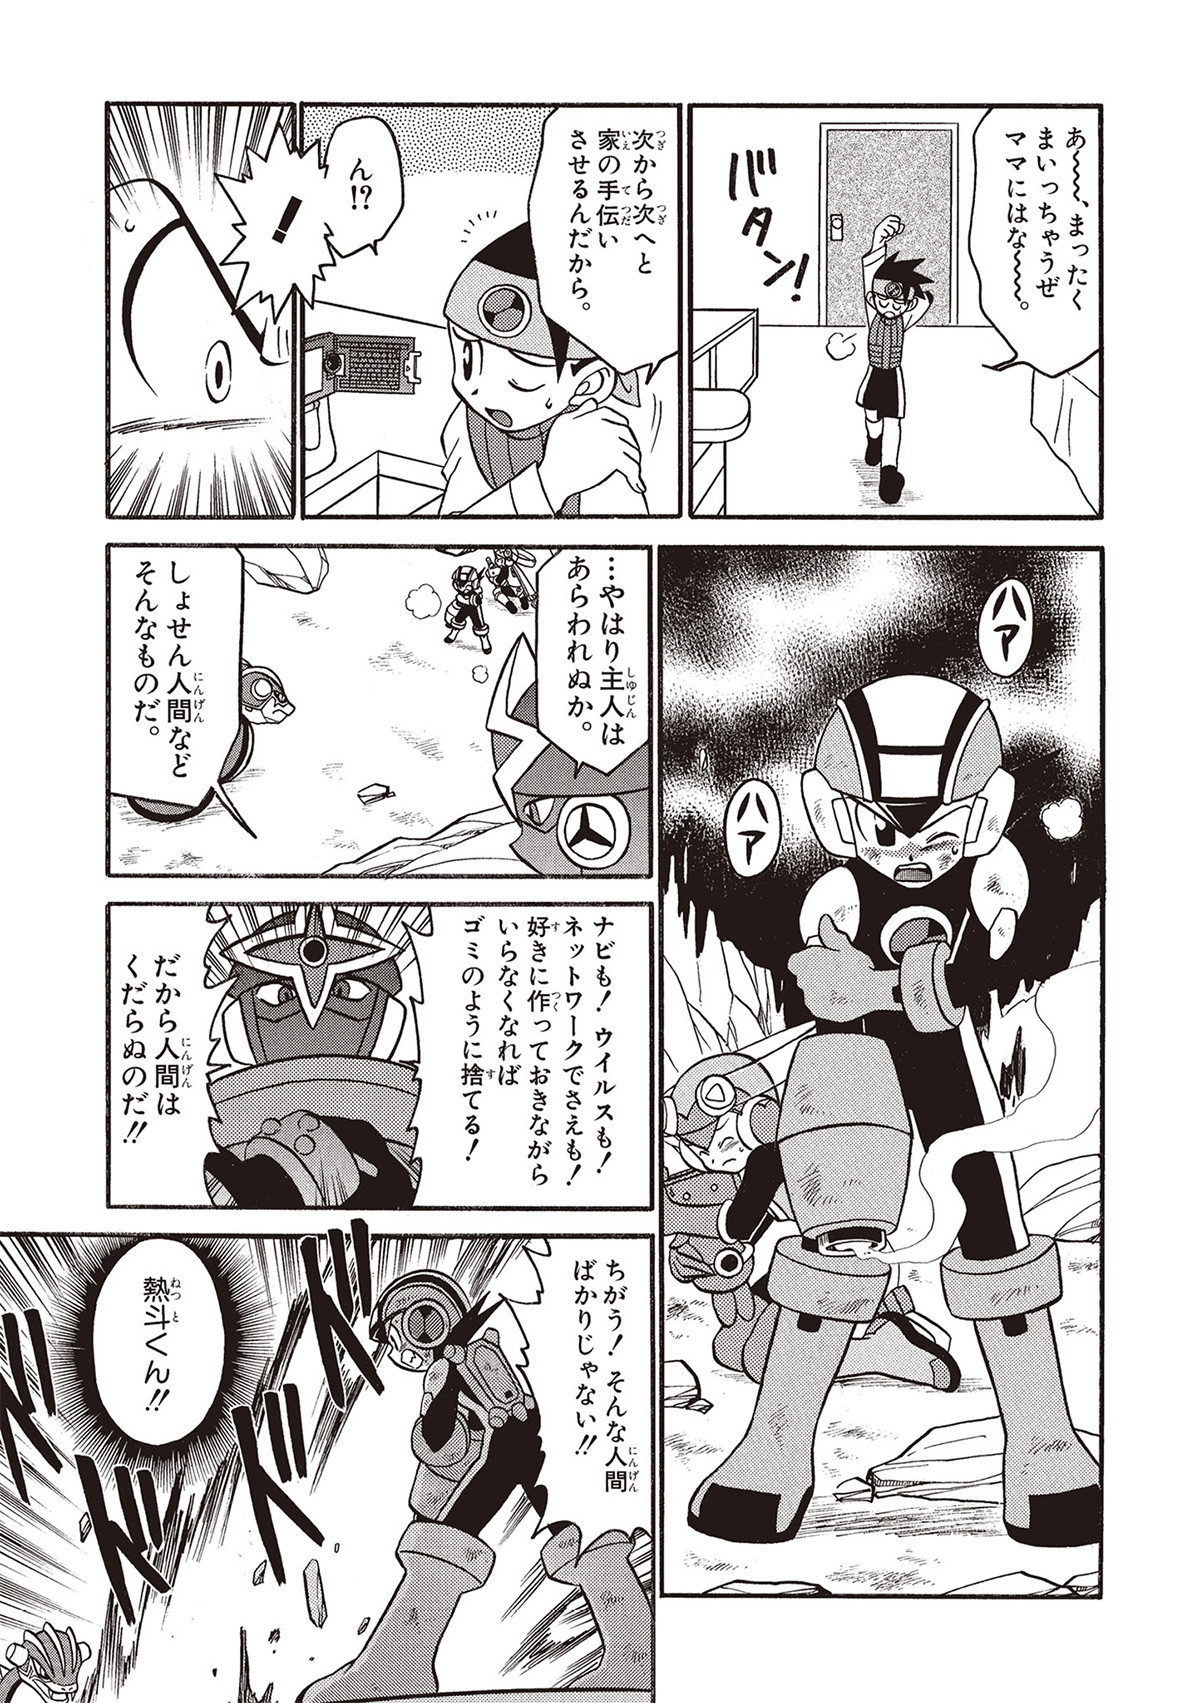 あ〜〜、まったく
まいっちゃうぜ
ママにはな〜〜。
バタン！
次から次へと
家の手伝い
させるんだから。
ん!?
！
ハァ
ハァ
…やはり主人は
あらわれぬか。
しょせん人間など
そんなものだ。
ナビも！ウイルスも！
ネットワークでさえも！
好きに作っておきながら
いらなくなれば
ゴミのように捨てる！
だから人間は
くだらぬのだ!!
ちがう！そんな人間
ばかりじゃない!!
熱斗くん!!
ドドドド